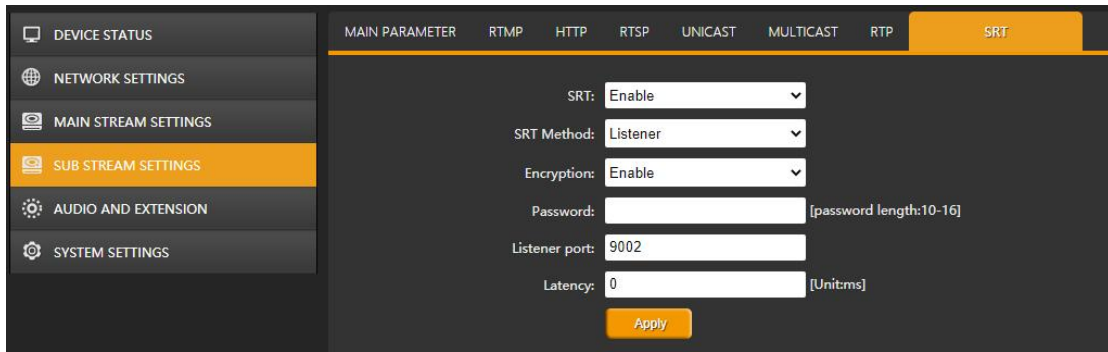 DEVICE STATUS
NETWORK SETTINGS
MAIN STREAM SETTINGS
SUB STREAM SETTINGS
AUDIO AND EXTENSION
SYSTEM SETTINGS
MAIN PARAMETER RTMP HTTP RTSP UNICAST MULTICAST RTP SRT
SRT: Enable
SRT Method: Listener
Encryption: Enable
Password: [password length:10-16]
Listener port: 9002
Latency: 0 [Unit:ms]
Apply